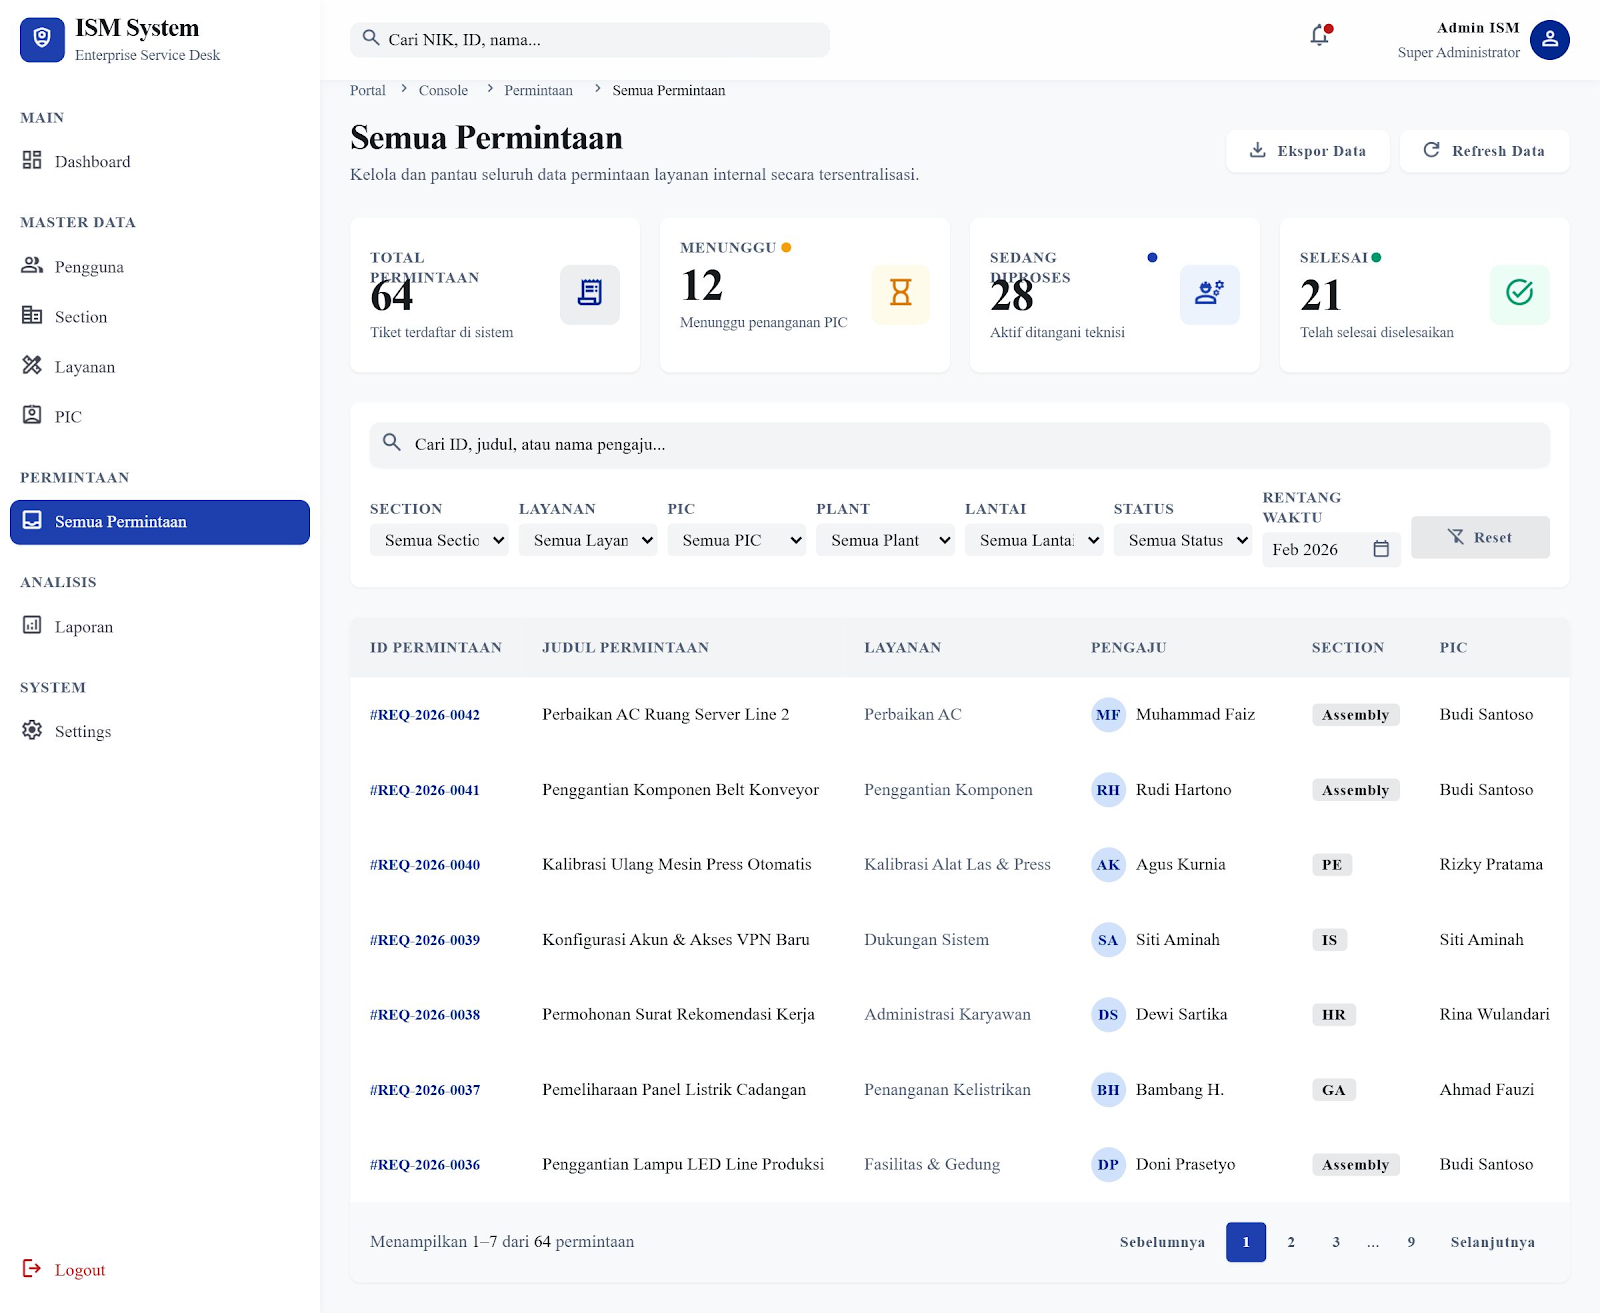 ISM System
Enterprise Service Desk
MAIN
Dashboard
MASTER DATA
Pengguna
Section
Layanan
PIC
PERMINTAAN
Semua Permintaan
ANALISIS
Laporan
SYSTEM
Settings
Logout
Cari NIK, ID, nama...
Admin ISM
Super Administrator
Portal > Console > Permintaan > Semua Permintaan
Semua Permintaan
Kelola dan pantau seluruh data permintaan layanan internal secara tersentralisasi.
Ekspor Data
Refresh Data
TOTAL
PERMINTAAN
64
Tiket terdaftar di sistem
MENUNGGU
12
Menunggu penanganan PIC
SEDANG
DIPROSES
28
Aktif ditangani teknisi
SELESAI
21
Telah selesai diselesaikan
Cari ID, judul, atau nama pengaju...
SECTION
Semua Sectio
LAYANAN
Semua Layan
PIC
Semua PIC
PLANT
Semua Plant
LANTAI
Semua Lantai
STATUS
Semua Status
RENTANG
WAKTU
Feb 2026
Reset
ID PERMINTAAN JUDUL PERMINTAAN LAYANAN PENGAJU SECTION PIC
#REQ-2026-0042 Perbaikan AC Ruang Server Line 2 Perbaikan AC MF Muhammad Faiz Assembly Budi Santoso
#REQ-2026-0041 Penggantian Komponen Belt Konveyor Penggantian Komponen RH Rudi Hartono Assembly Budi Santoso
#REQ-2026-0040 Kalibrasi Ulang Mesin Press Otomatis Kalibrasi Alat Las & Press AK Agus Kurnia PE Rizky Pratama
#REQ-2026-0039 Konfigurasi Akun & Akses VPN Baru Dukungan Sistem SA Siti Aminah IS Siti Aminah
#REQ-2026-0038 Permohonan Surat Rekomendasi Kerja Administrasi Karyawan DS Dewi Sartika HR Rina Wulandari
#REQ-2026-0037 Pemeliharaan Panel Listrik Cadangan Penanganan Kelistrikan BH Bambang H. GA Ahmad Fauzi
#REQ-2026-0036 Penggantian Lampu LED Line Produksi Fasilitas & Gedung DP Doni Prasetyo Assembly Budi Santoso
Menampilkan 1–7 dari 64 permintaan
Sebelumnya 1 2 3 ... 9 Selanjutnya